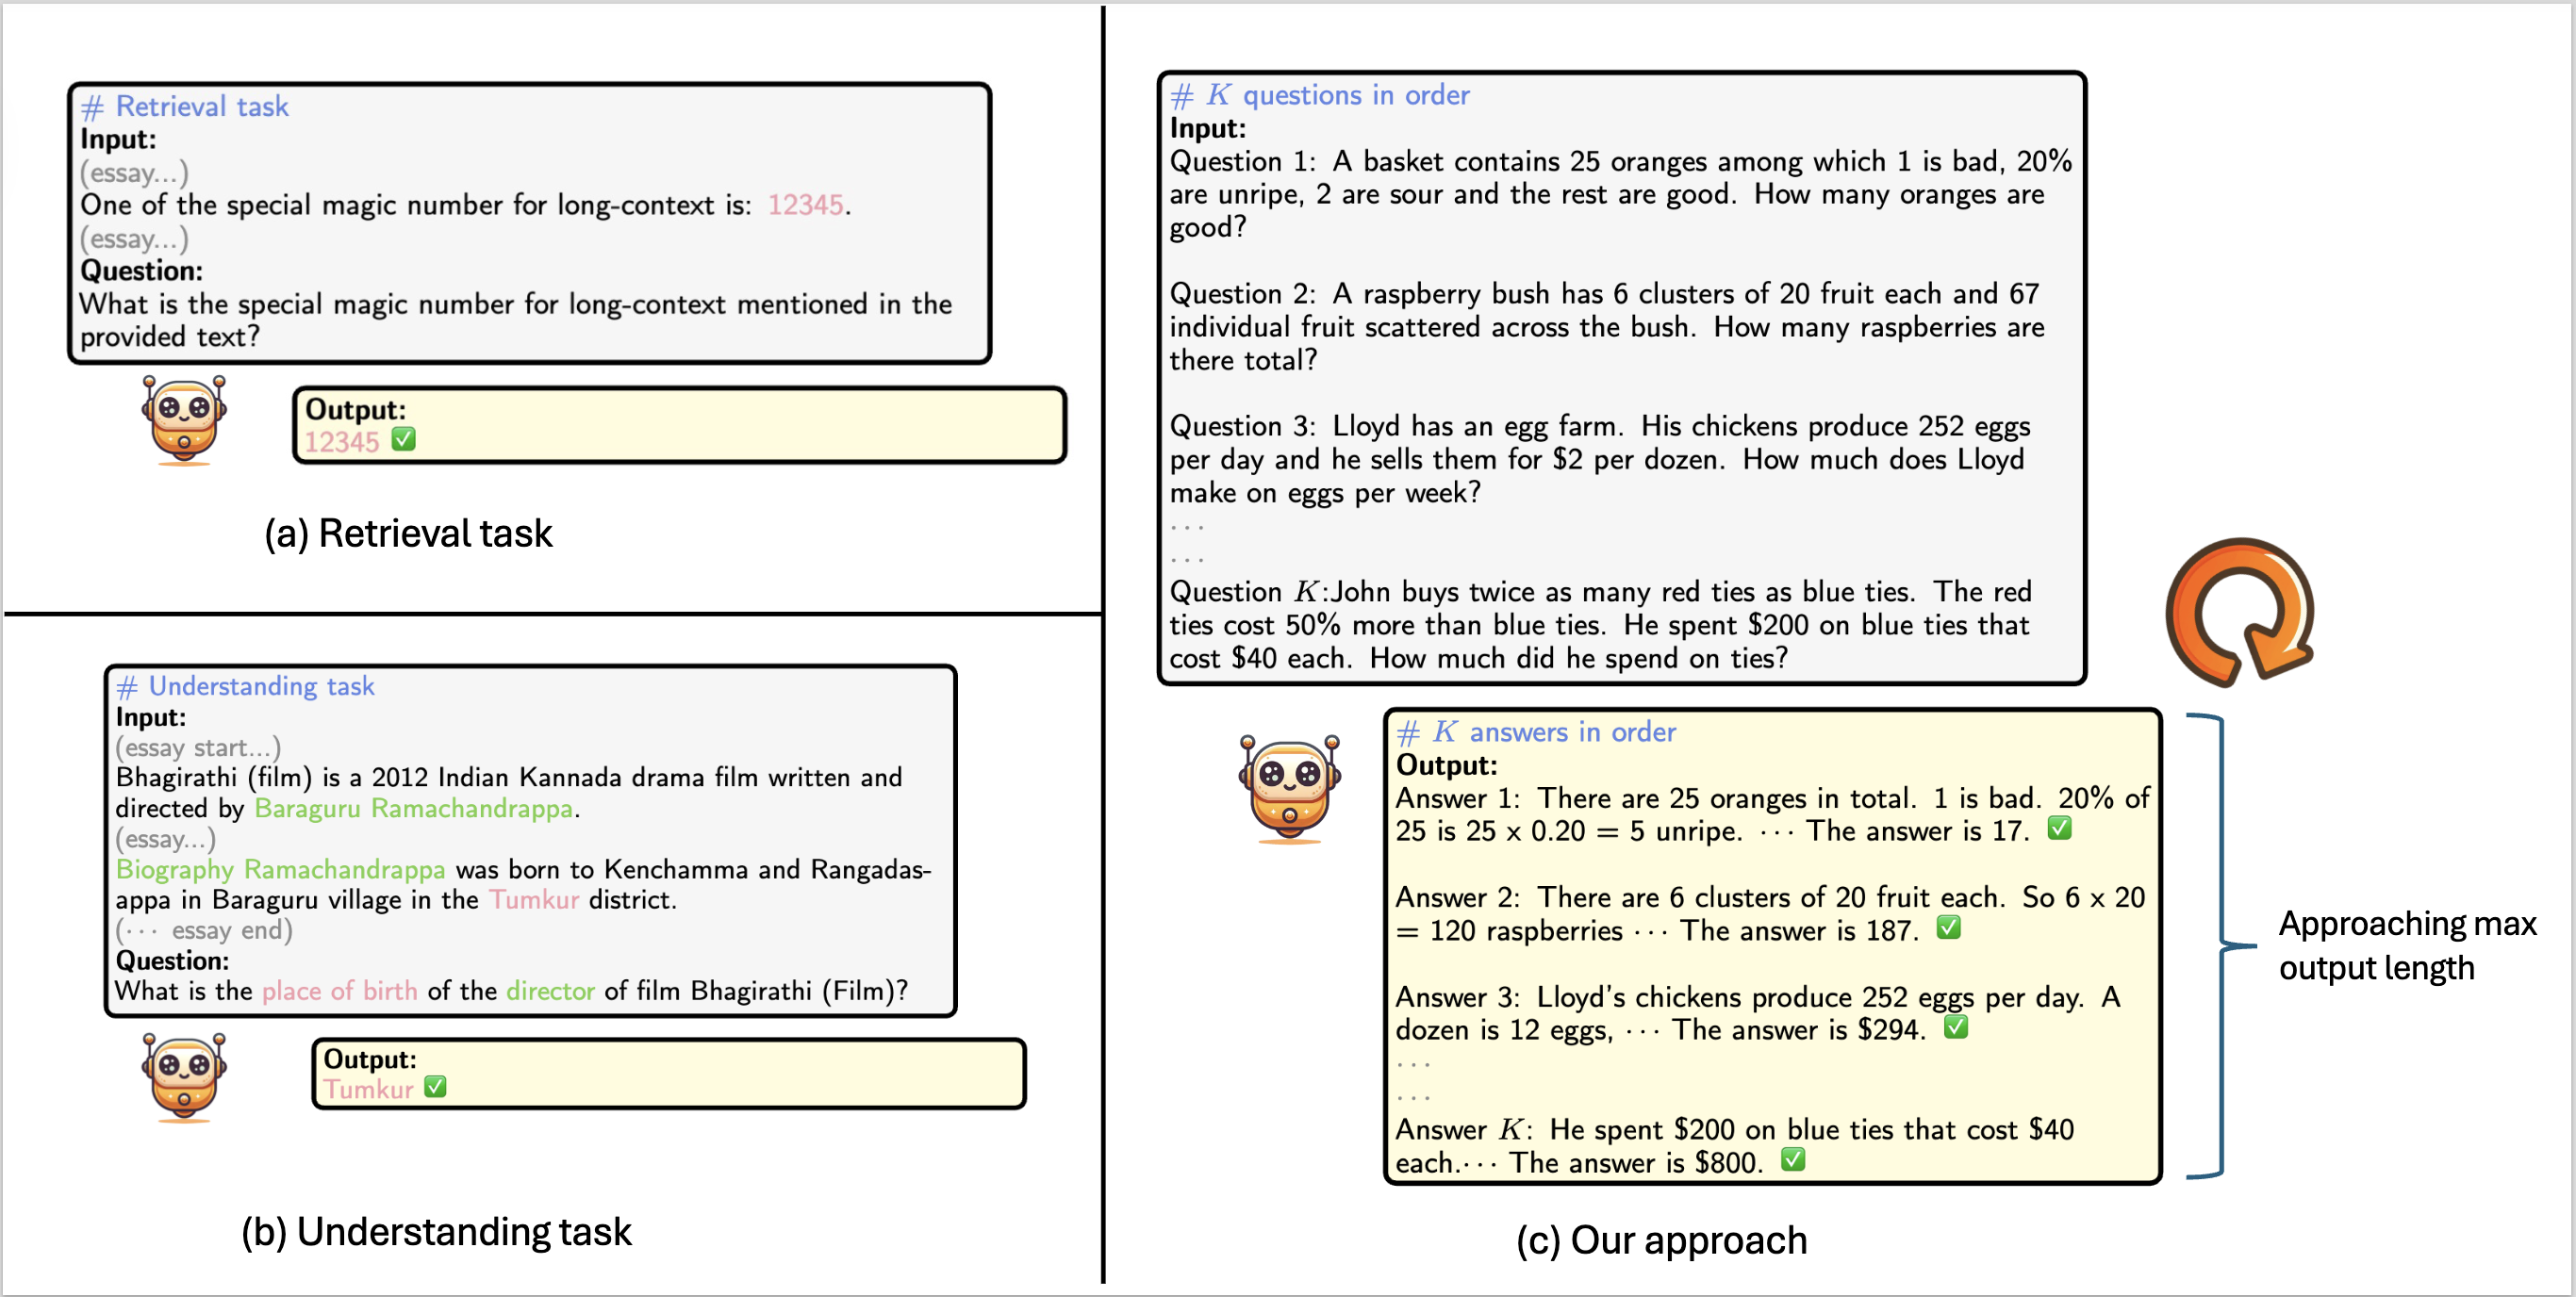 # Retrieval task
Input:
(essay...)
One of the special magic number for long-context is: 12345.
(essay...)
Question:
What is the special magic number for long-context mentioned in the
provided text?
Output:
12345 ✅
(a) Retrieval task
# Understanding task
Input:
(essay start...)
Bhagirathi (film) is a 2012 Indian Kannada drama film written and
directed by Baraguru Ramachandrappa.
(essay...)
Biography Ramachandrappa was born to Kenchamma and Rangadas-
appa in Baraguru village in the Tumkur district.
(··· essay end)
Question:
What is the place of birth of the director of film Bhagirathi (Film)?
Output:
Tumkur ✅
(b) Understanding task
# K questions in order
Input:
Question 1: A basket contains 25 oranges among which 1 is bad, 20%
are unripe, 2 are sour and the rest are good. How many oranges are
good?
Question 2: A raspberry bush has 6 clusters of 20 fruit each and 67
individual fruit scattered across the bush. How many raspberries are
there total?
Question 3: Lloyd has an egg farm. His chickens produce 252 eggs
per day and he sells them for $2 per dozen. How much does Lloyd
make on eggs per week?
···
···
Question K:John buys twice as many red ties as blue ties. The red
ties cost 50% more than blue ties. He spent $200 on blue ties that
cost $40 each. How much did he spend on ties?
# K answers in order
Output:
Answer 1: There are 25 oranges in total. 1 is bad. 20% of
25 is 25 x 0.20 = 5 unripe. ··· The answer is 17. ✅
Answer 2: There are 6 clusters of 20 fruit each. So 6 x 20
= 120 raspberries ··· The answer is 187. ✅
Answer 3: Lloyd's chickens produce 252 eggs per day. A
dozen is 12 eggs, ··· The answer is $294. ✅
···
···
Answer K: He spent $200 on blue ties that cost $40
each.··· The answer is $800. ✅
Approaching max
output length
(c) Our approach